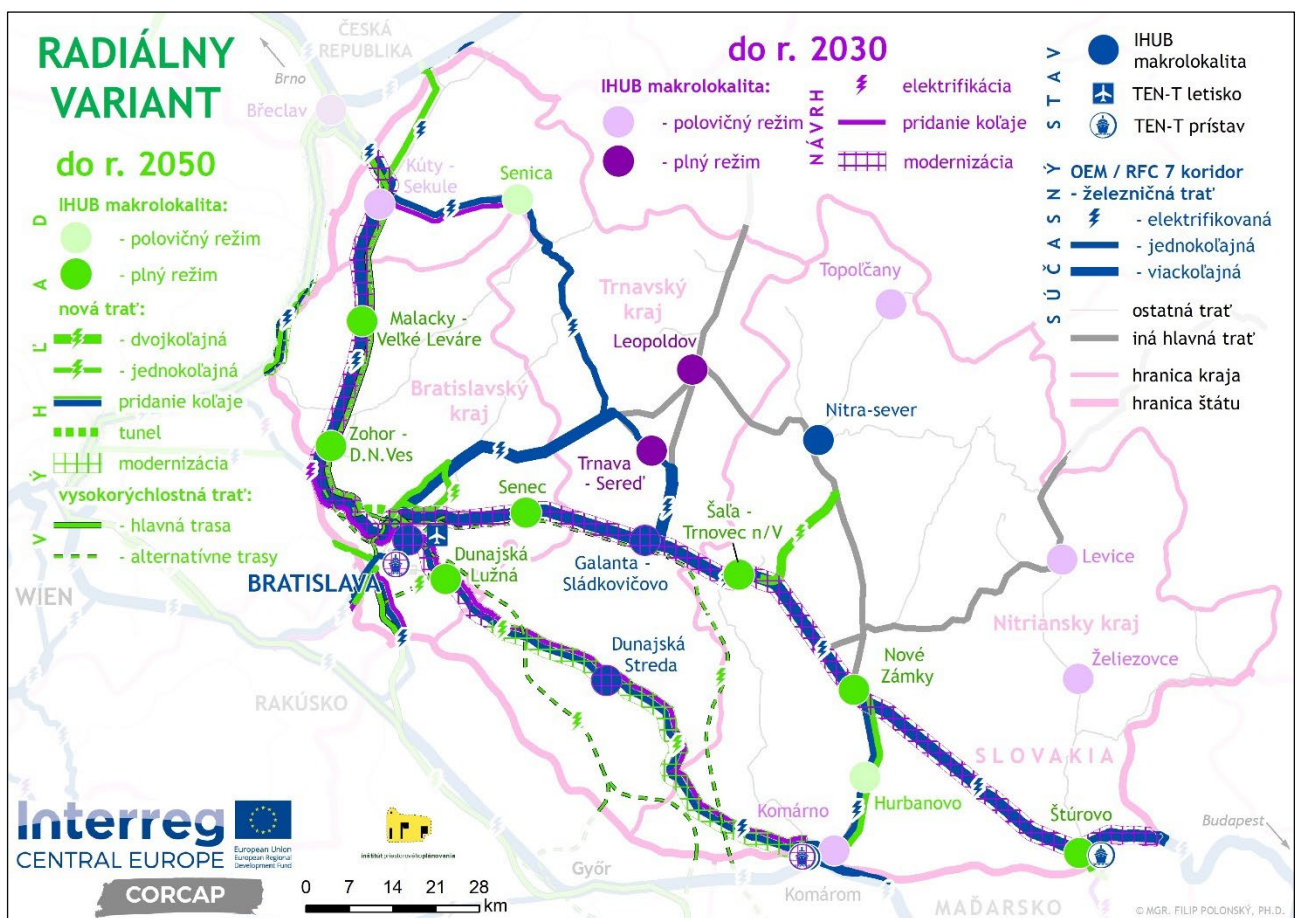 RADIÁLNY
VARIANT
do r. 2050
IHUB makrolokalita:
- polovičný režim
- plný režim
nová trať:
- dvojkoľajná
- jednokoľajná
pridanie koľaje
tunel
modernizácia
vysokorýchlostná trať:
- hlavná trasa
- alternatívne trasy
VÝHĽAD
do r. 2030
IHUB makrolokalita:
- polovičný režim
- plný režim
NÁVRH
elektrifikácia
pridanie koľaje
modernizácia
SÚČASNÝ STAV
IHUB
makrolokalita
TEN-T letisko
TEN-T prístav
OEM / RFC 7 koridor
- železničná trať
- elektrifikovaná
- jednokoľajná
- viackoľajná
ostatná trať
iná hlavná trať
hranica kraja
hranica štátu
ČESKÁ
REPUBLIKA
Brno
Břeclav
Kúty -
Sekule
Senica
Topoľčany
Trnavský
kraj
Malacky -
Veľké Leváre
Leopoldov
Bratislavský
kraj
Nitra-sever
Zohor -
D.N.Ves
Trnava
- Sereď
Senec
Šaľa -
Trnovec n/V
Dunajská
Lužná
BRATISLAVA
Galanta -
Sládkovičovo
Levice
WIEN
Nitriansky kraj
Dunajská
Streda
Nové
Zámky
Želiezovce
RAKÚSKO
SLOVAKIA
Hurbanovo
Komárno
Štúrovo
Budapest
Győr
Komárom
MAĎARSKO
Interreg
CENTRAL EUROPE
European Union
European Regional
Development Fund
CORCAP
inštitút priestorového plánovania
0 7 14 21 28
km
© MGR. FILIP POLONSKÝ, PH.D.